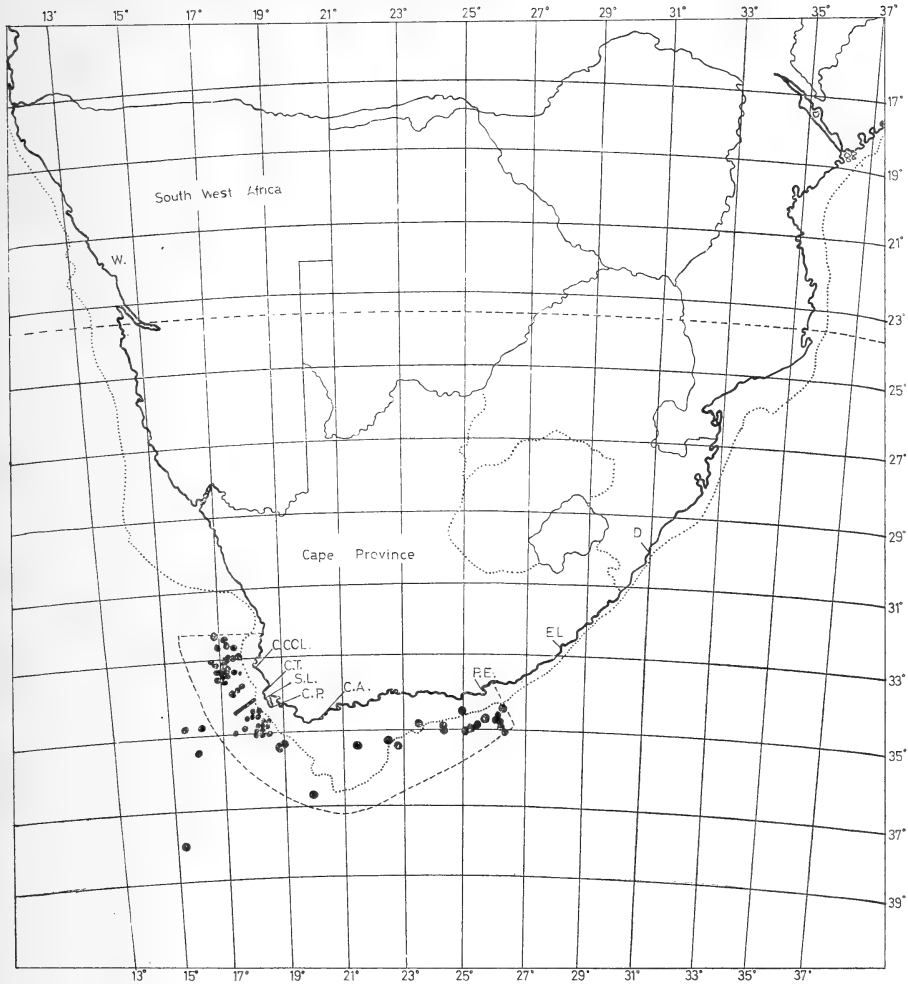 13° 15° 17° 19° 21° 23° 25° 27° 29° 31° 33° 35° 37°
17°
South West Africa
19°
21°
W.
23°
25°
27°
D
29°
Cape Province
31°
E.L.
C.COL.
C.T.
P.E.
33°
S.L.
C.P.
C.A.
35°
37°
39°
13° 15° 17° 19° 21° 23° 25° 27° 29° 31° 33° 35° 37°